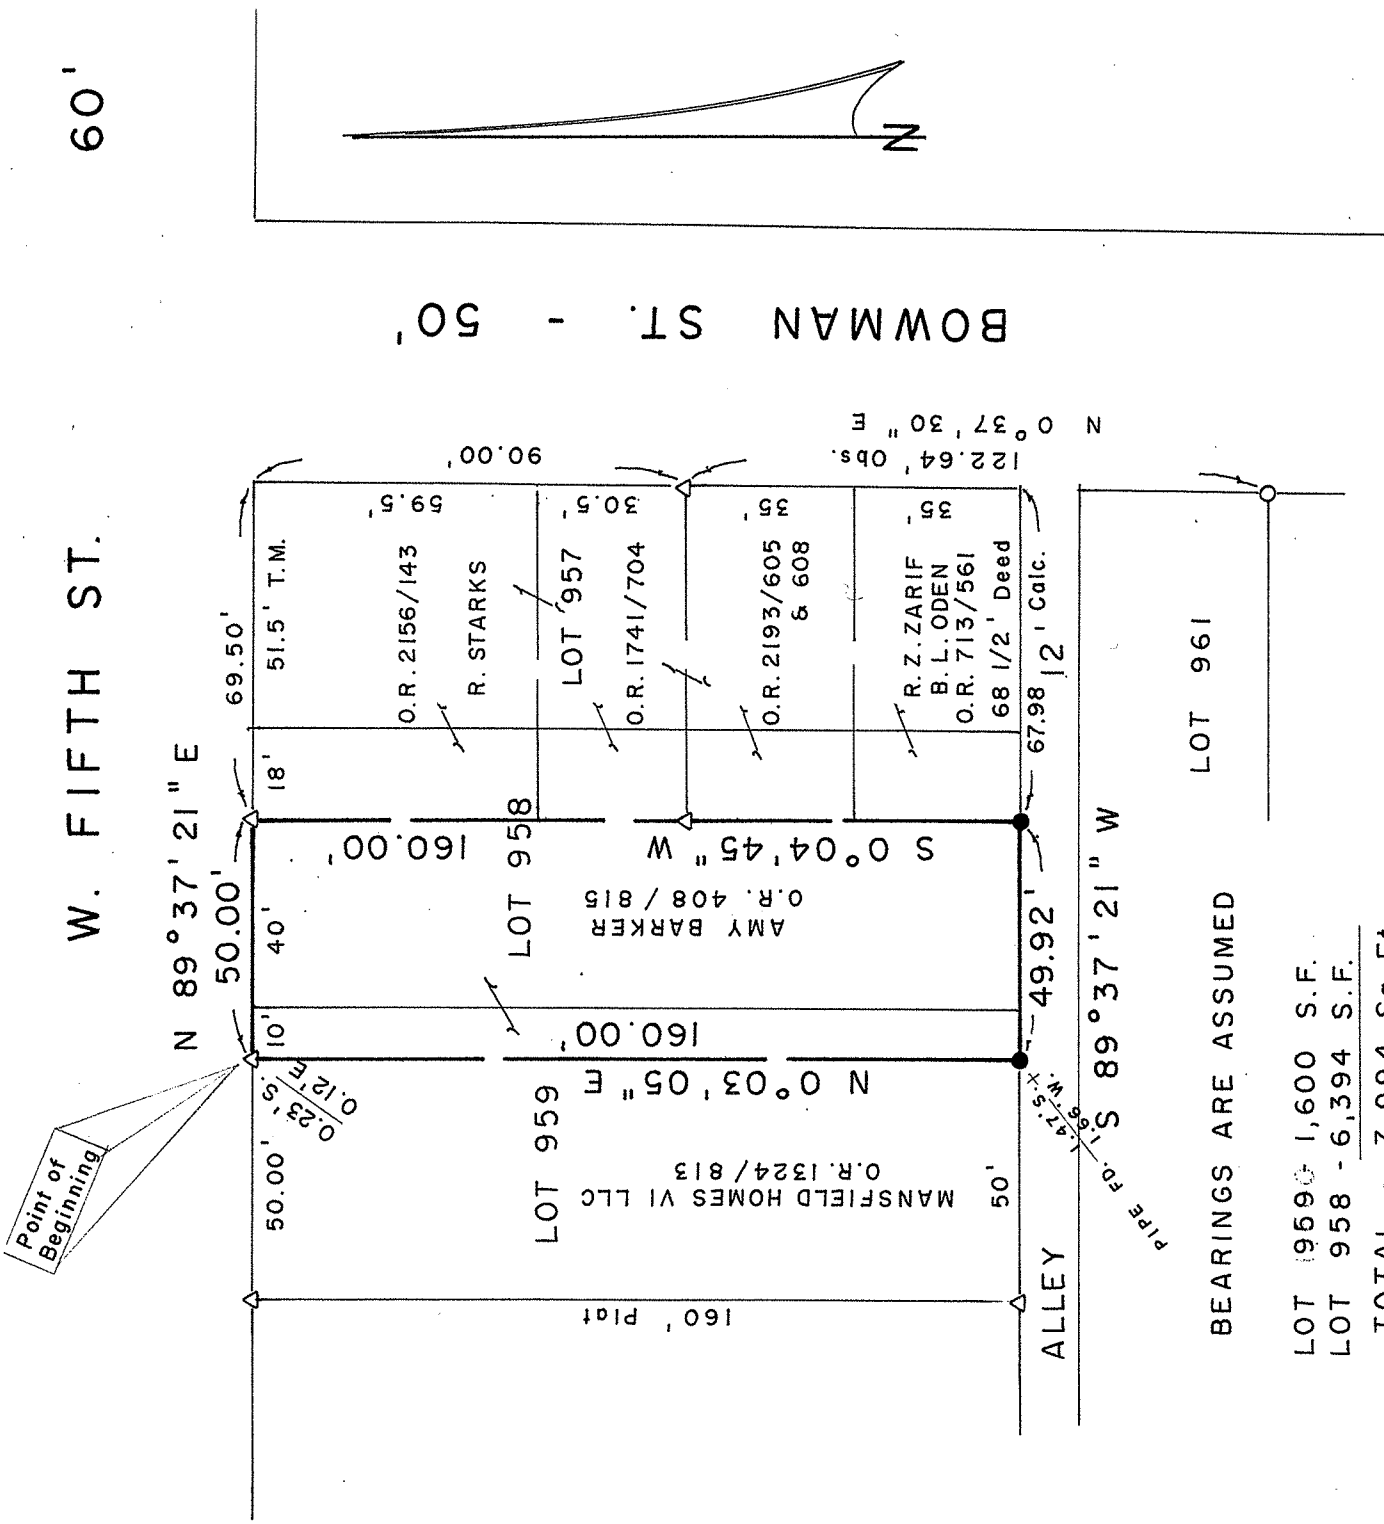 60'
W. FIFTH ST.
N 89°37'21" E
50.00'
69.50'
Point of
Beginning
50.00'
10'
40'
18'
51.5' T.M.
0.23' S.
0.12' E
BOWMAN ST. - 50'
N
90.00'
122.64' Obs.
N 0°37'30" E
59.5'
30.5'
35'
35'
O.R. 2156/143
R. STARKS
LOT 957
O.R. 1741/704
O.R. 2193/605
& 608
R. Z. ZARIF
B. L. ODEN
O.R. 713/561
68 1/2' Deed
67.98' Calc.
12'
160.00'
S 0°04'45" W
LOT 958
AMY BARKER
O.R. 408 / 815
160.00'
N 0°03'05" E
LOT 959
MANSFIELD HOMES VI LLC
O.R. 1324/813
160' Plat
50'
49.92'
S 89°37'21" W
ALLEY
PIPE FD.
1.47' S. x
1.66' W.
LOT 961
BEARINGS ARE ASSUMED
LOT 959 - 1,600 S.F.
LOT 958 - 6,394 S.F.
TOTAL - 7,994 Sq. Ft.